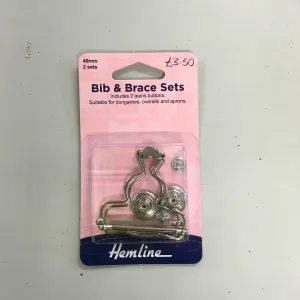 40mm
2 sets
£3.50
Bib & Brace Sets
Includes 2 jeans buttons.
Suitable for dungarees, overalls and aprons.
Hemline